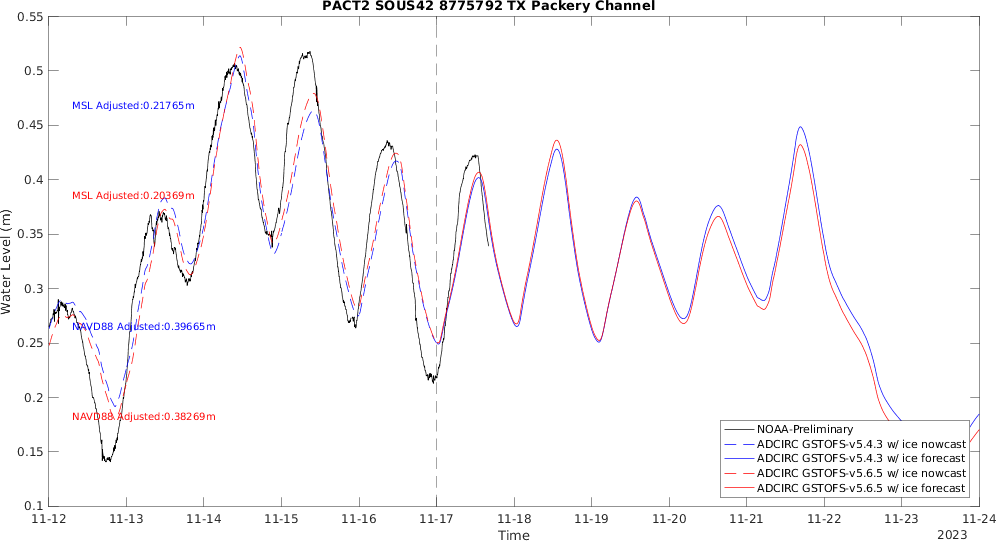 PACT2 SOUS42 8775792 TX Packery Channel
0.55
0.5
0.45
0.4
0.35
0.3
0.25
0.2
0.15
0.1
Water Level (m)
MSL Adjusted:0.21765m
MSL Adjusted:0.20369m
NAVD88 Adjusted:0.39665m
NAVD88 Adjusted:0.38269m
NOAA-Preliminary
ADCIRC GSTOFS-v5.4.3 w/ ice nowcast
ADCIRC GSTOFS-v5.4.3 w/ ice forecast
ADCIRC GSTOFS-v5.6.5 w/ ice nowcast
ADCIRC GSTOFS-v5.6.5 w/ ice forecast
11-12 11-13 11-14 11-15 11-16 11-17 11-18 11-19 11-20 11-21 11-22 11-23 11-24
Time
2023